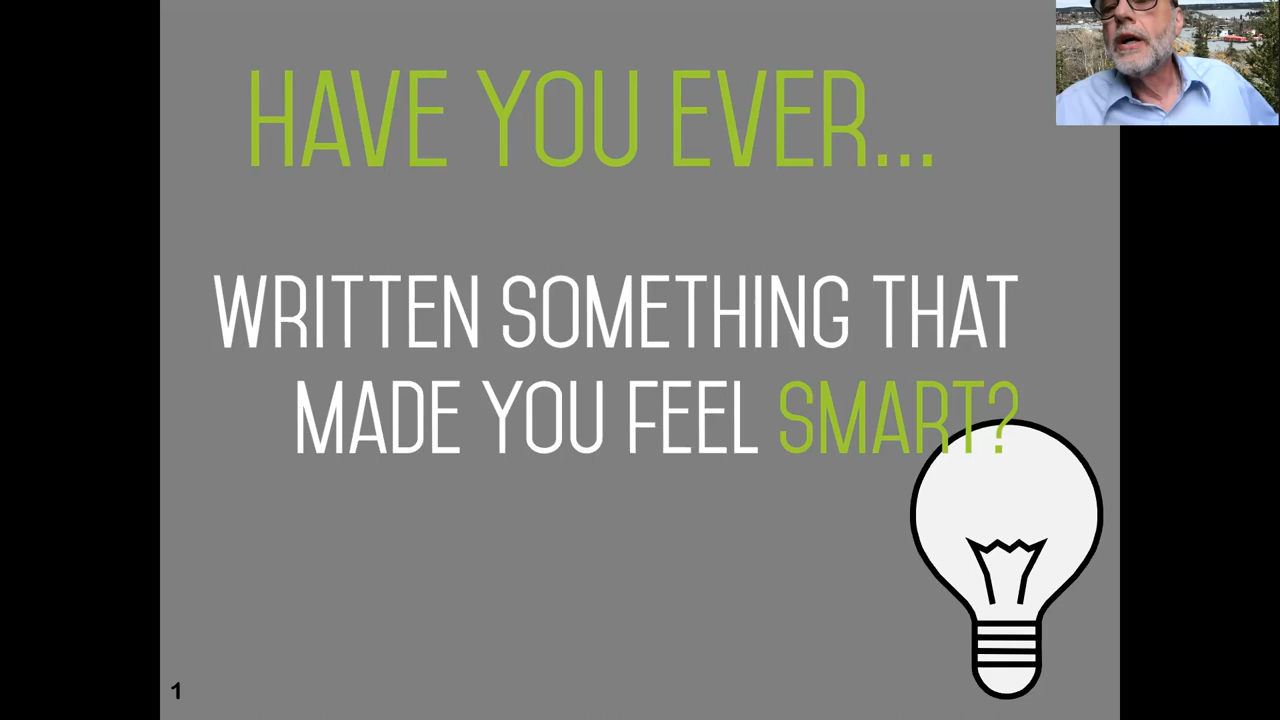 HAVE YOU EVER...
WRITTEN SOMETHING THAT
MADE YOU FEEL SMART?
1